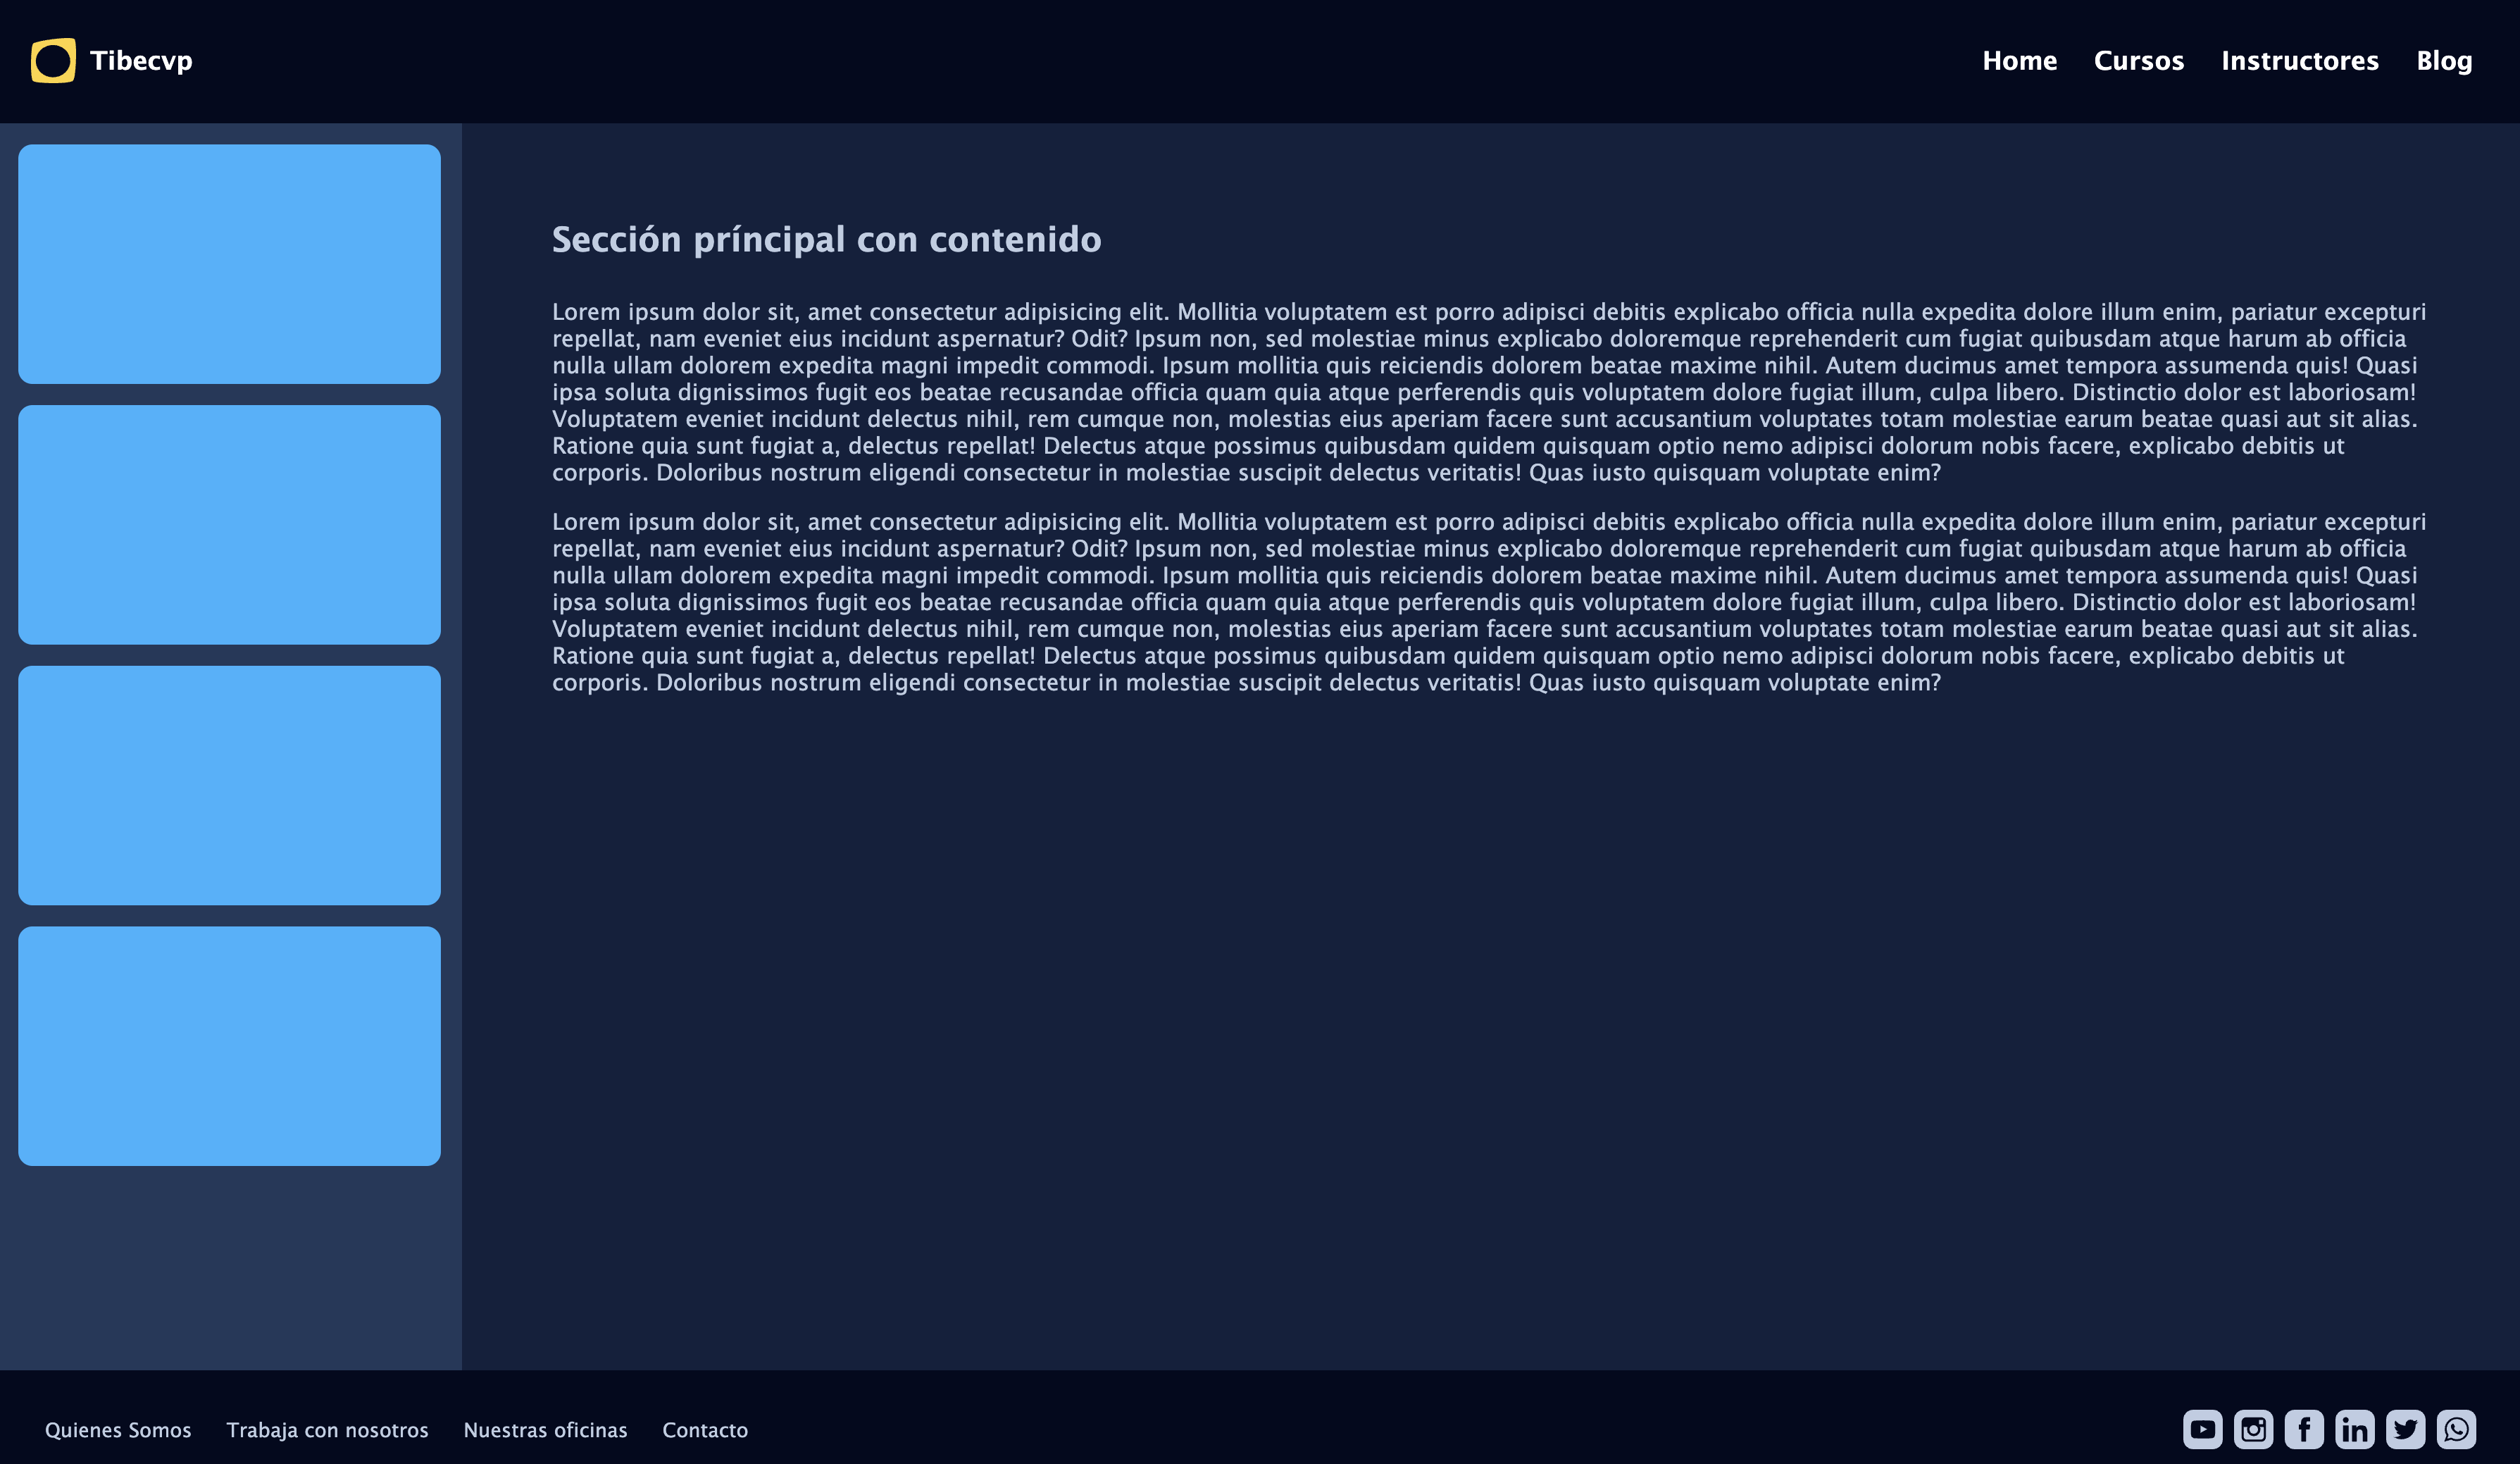 Tibecvp
Home Cursos Instructores Blog
Sección príncipal con contenido
Lorem ipsum dolor sit, amet consectetur adipisicing elit. Mollitia voluptatem est porro adipisci debitis explicabo officia nulla expedita dolore illum enim, pariatur excepturi
repellat, nam eveniet eius incidunt aspernatur? Odit? Ipsum non, sed molestiae minus explicabo doloremque reprehenderit cum fugiat quibusdam atque harum ab officia
nulla ullam dolorem expedita magni impedit commodi. Ipsum mollitia quis reiciendis dolorem beatae maxime nihil. Autem ducimus amet tempora assumenda quis! Quasi
ipsa soluta dignissimos fugit eos beatae recusandae officia quam quia atque perferendis quis voluptatem dolore fugiat illum, culpa libero. Distinctio dolor est laboriosam!
Voluptatem eveniet incidunt delectus nihil, rem cumque non, molestias eius aperiam facere sunt accusantium voluptates totam molestiae earum beatae quasi aut sit alias.
Ratione quia sunt fugiat a, delectus repellat! Delectus atque possimus quibusdam quidem quisquam optio nemo adipisci dolorum nobis facere, explicabo debitis ut
corporis. Doloribus nostrum eligendi consectetur in molestiae suscipit delectus veritatis! Quas iusto quisquam voluptate enim?
Lorem ipsum dolor sit, amet consectetur adipisicing elit. Mollitia voluptatem est porro adipisci debitis explicabo officia nulla expedita dolore illum enim, pariatur excepturi
repellat, nam eveniet eius incidunt aspernatur? Odit? Ipsum non, sed molestiae minus explicabo doloremque reprehenderit cum fugiat quibusdam atque harum ab officia
nulla ullam dolorem expedita magni impedit commodi. Ipsum mollitia quis reiciendis dolorem beatae maxime nihil. Autem ducimus amet tempora assumenda quis! Quasi
ipsa soluta dignissimos fugit eos beatae recusandae officia quam quia atque perferendis quis voluptatem dolore fugiat illum, culpa libero. Distinctio dolor est laboriosam!
Voluptatem eveniet incidunt delectus nihil, rem cumque non, molestias eius aperiam facere sunt accusantium voluptates totam molestiae earum beatae quasi aut sit alias.
Ratione quia sunt fugiat a, delectus repellat! Delectus atque possimus quibusdam quidem quisquam optio nemo adipisci dolorum nobis facere, explicabo debitis ut
corporis. Doloribus nostrum eligendi consectetur in molestiae suscipit delectus veritatis! Quas iusto quisquam voluptate enim?
Quienes Somos Trabaja con nosotros Nuestras oficinas Contacto